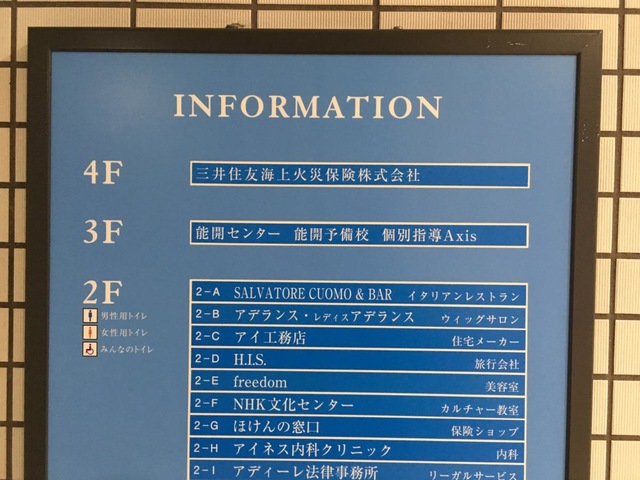 INFORMATION
4F 三井住友海上火災保険株式会社
3F 能開センター 能開予備校 個別指導Axis
2F
男性用トイレ
女性用トイレ
みんなのトイレ
2-A SALVATORE CUOMO & BAR イタリアンレストラン
2-B アデランス・レディスアデランス ウィッグサロン
2-C アイ工務店 住宅メーカー
2-D H.I.S. 旅行会社
2-E freedom 美容室
2-F NHK文化センター カルチャー教室
2-G ほけんの窓口 保険ショップ
2-H アイネス内科クリニック 内科
2-I アディーレ法律事務所 リーガルサービス